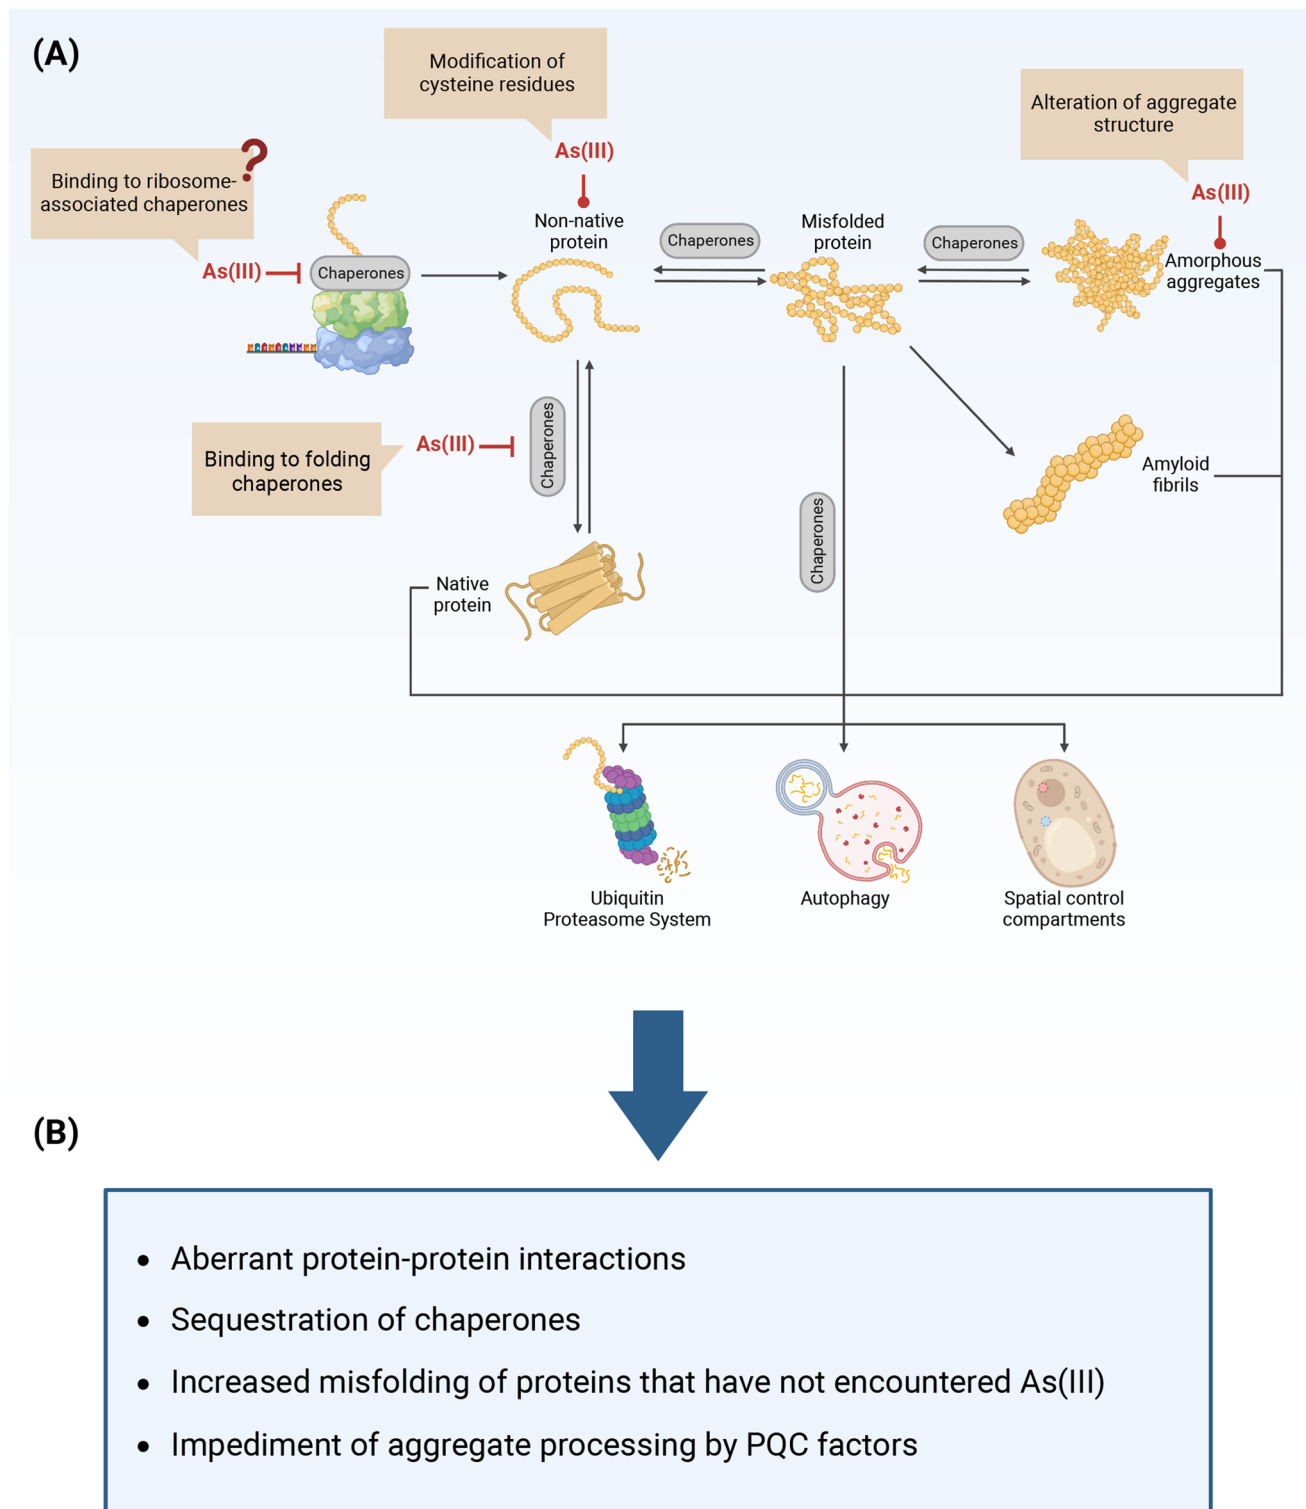 (A)
Modification of
cysteine residues
Alteration of aggregate
structure
?
Binding to ribosome-
associated chaperones
As(III)
As(III)
As(III)
Non-native
protein
Chaperones
Misfolded
protein
Chaperones
Amorphous
aggregates
Chaperones
Binding to folding
chaperones
As(III)
Chaperones
Amyloid
fibrils
Chaperones
Native
protein
Ubiquitin
Proteasome System
Autophagy
Spatial control
compartments
(B)
• Aberrant protein-protein interactions
• Sequestration of chaperones
• Increased misfolding of proteins that have not encountered As(III)
• Impediment of aggregate processing by PQC factors